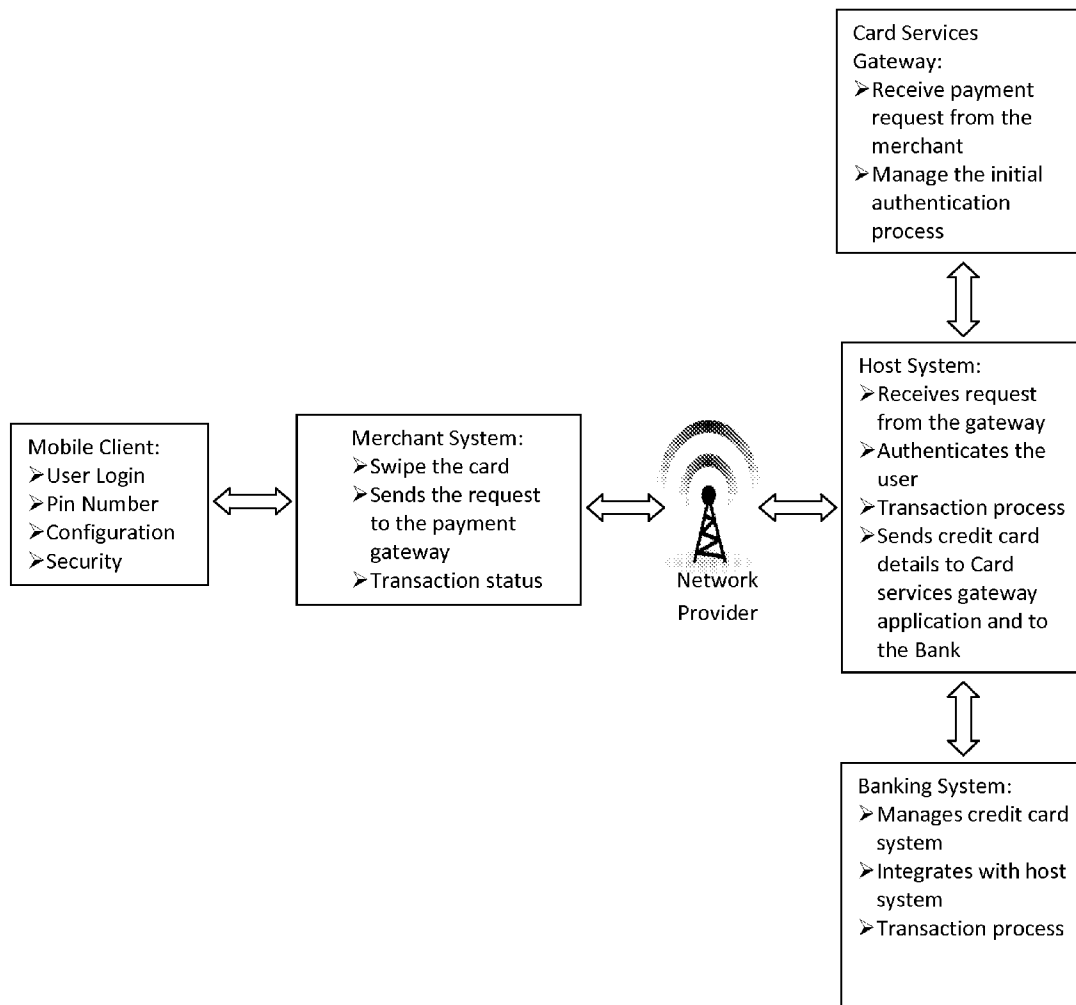 Mobile Client:
➢User Login
➢Pin Number
➢Configuration
➢Security
Merchant System:
➢Swipe the card
➢Sends the request
to the payment
gateway
➢Transaction status
Network
Provider
Card Services
Gateway:
➢Receive payment
request from the
merchant
➢Manage the initial
authentication
process
Host System:
➢Receives request
from the gateway
➢Authenticates the
user
➢Transaction process
➢Sends credit card
details to Card
services gateway
application and to
the Bank
Banking System:
➢Manages credit card
system
➢Integrates with host
system
➢Transaction process